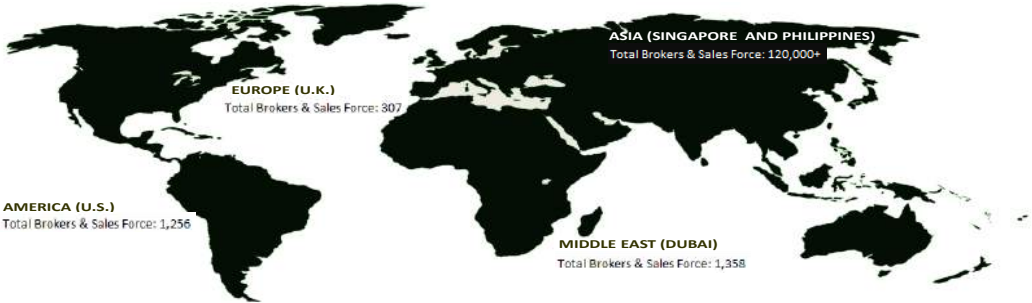 ASIA (SINGAPORE AND PHILIPPINES)
Total Brokers & Sales Force: 120,000+
EUROPE (U.K.)
Total Brokers & Sales Force: 307
AMERICA (U.S.)
Total Brokers & Sales Force: 1,256
MIDDLE EAST (DUBAI)
Total Brokers & Sales Force: 1,358